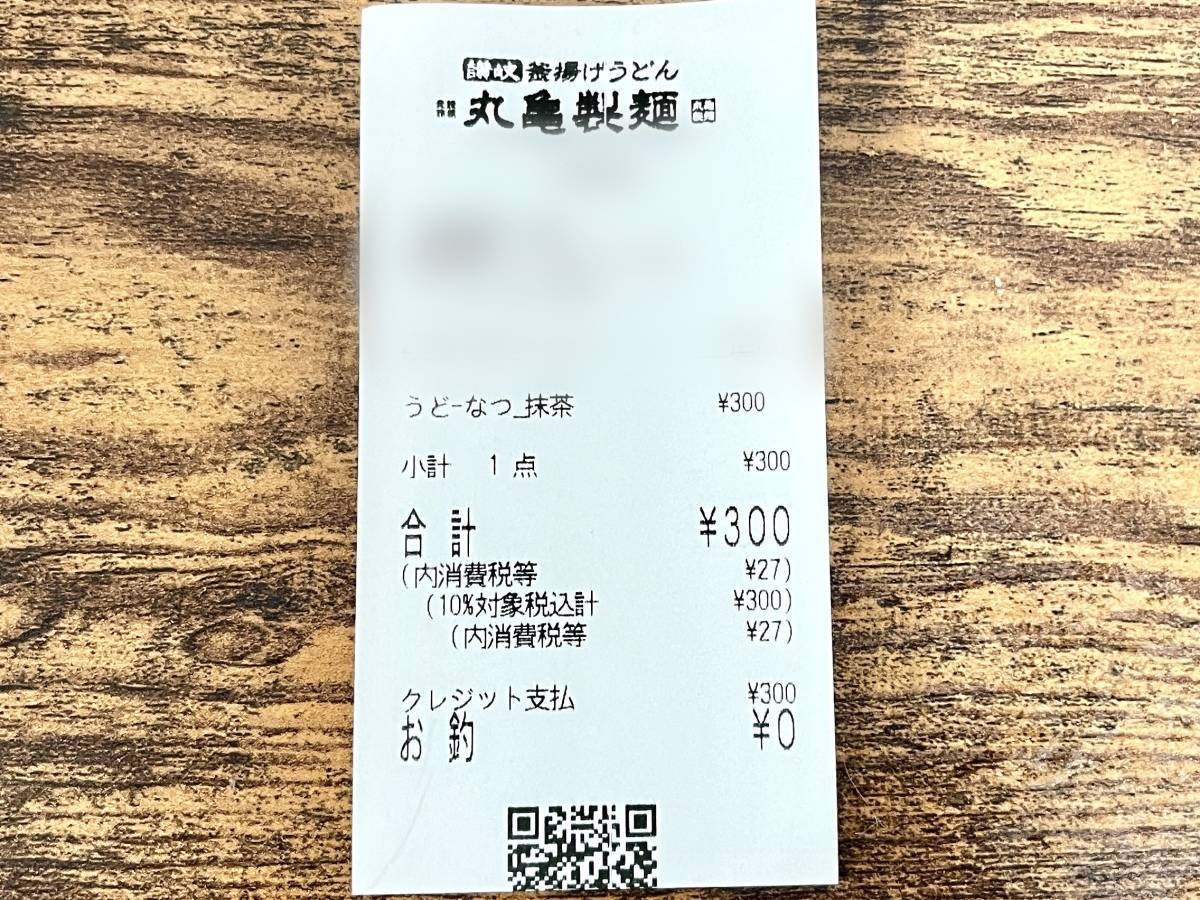 讃岐 釜揚げうどん
丸亀製麺
うどーなつ_抹茶 ¥300
小計 1 点 ¥300
合計 ¥300
(内消費税等 ¥27)
(10%対象税込計 ¥300)
(内消費税等 ¥27)
クレジット支払 ¥300
お釣 ¥0